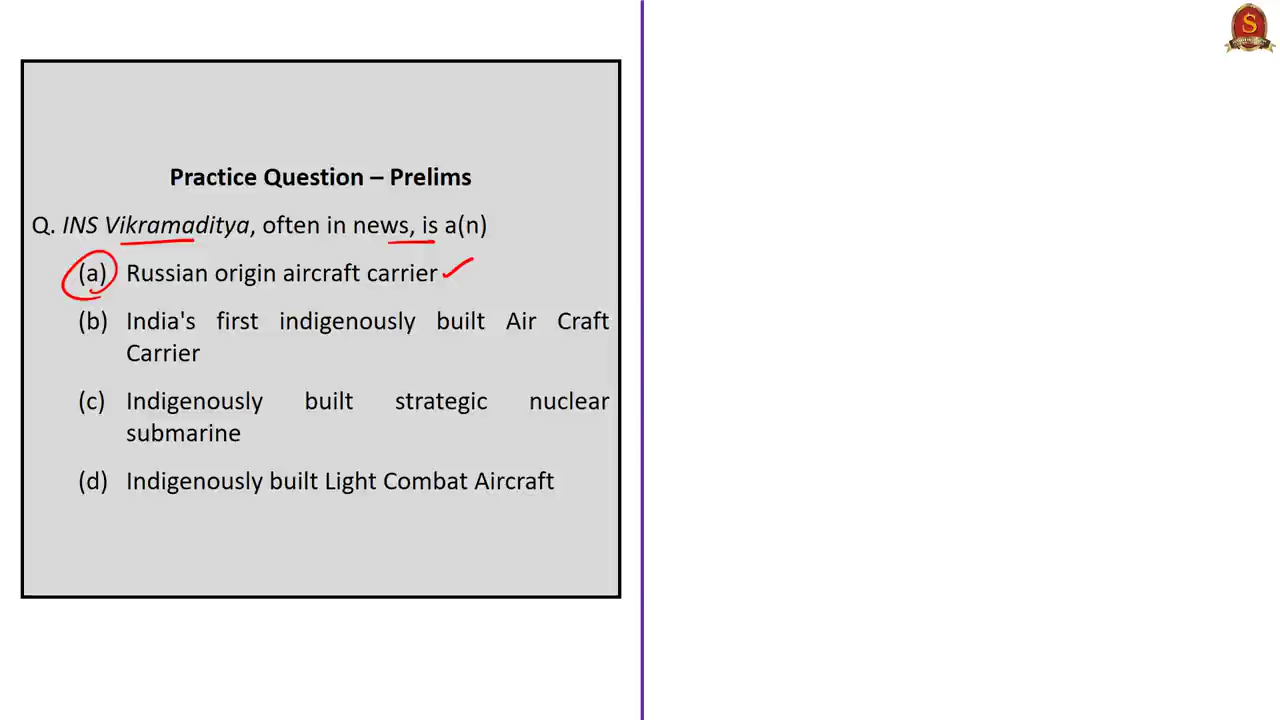 Practice Question – Prelims
Q. INS Vikramaditya, often in news, is a(n)
(a) Russian origin aircraft carrier
(b) India's first indigenously built Air Craft
Carrier
(c) Indigenously built strategic nuclear
submarine
(d) Indigenously built Light Combat Aircraft
S